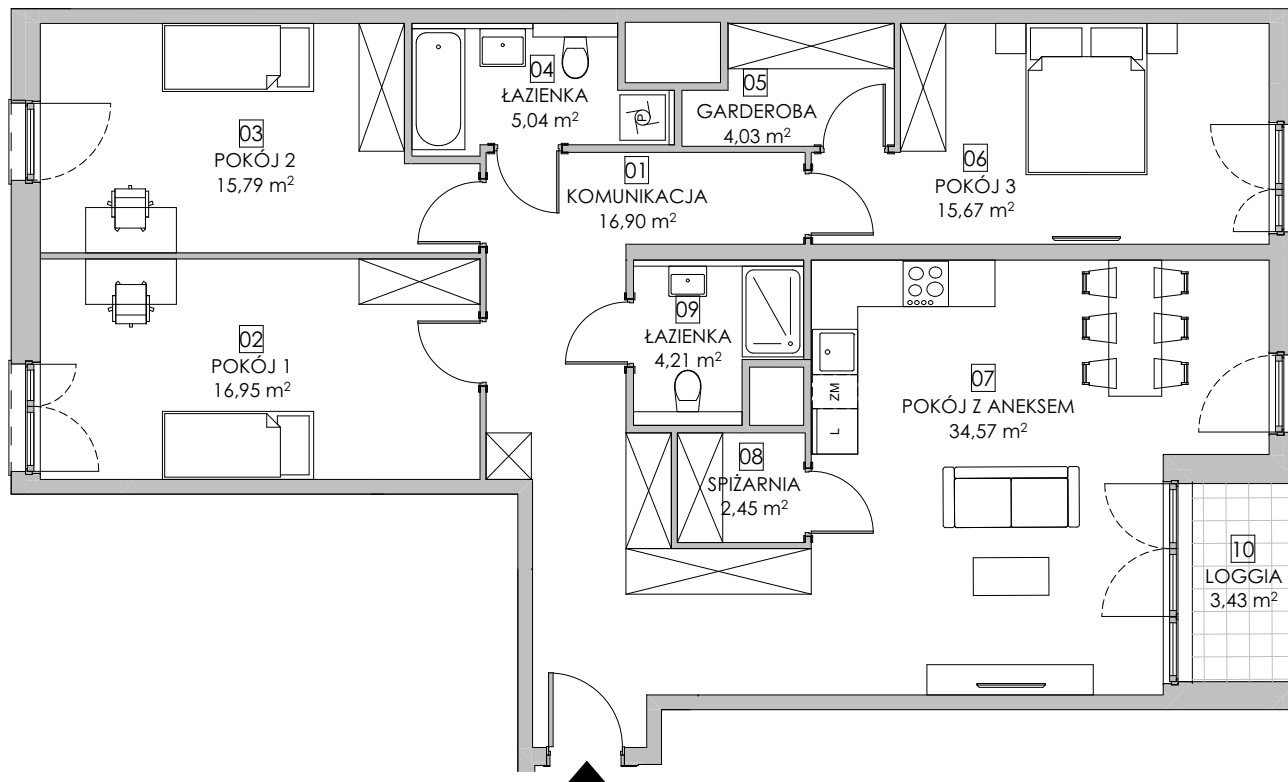 04
ŁAZIENKA
5,04 m²
05
GARDEROBA
4,03 m²
03
POKÓJ 2
15,79 m²
01
KOMUNIKACJA
16,90 m²
06
POKÓJ 3
15,67 m²
P
02
POKÓJ 1
16,95 m²
09
ŁAZIENKA
4,21 m²
07
POKÓJ Z ANEKSEM
34,57 m²
ZM
L
08
SPIŻARNIA
2,45 m²
10
LOGGIA
3,43 m²